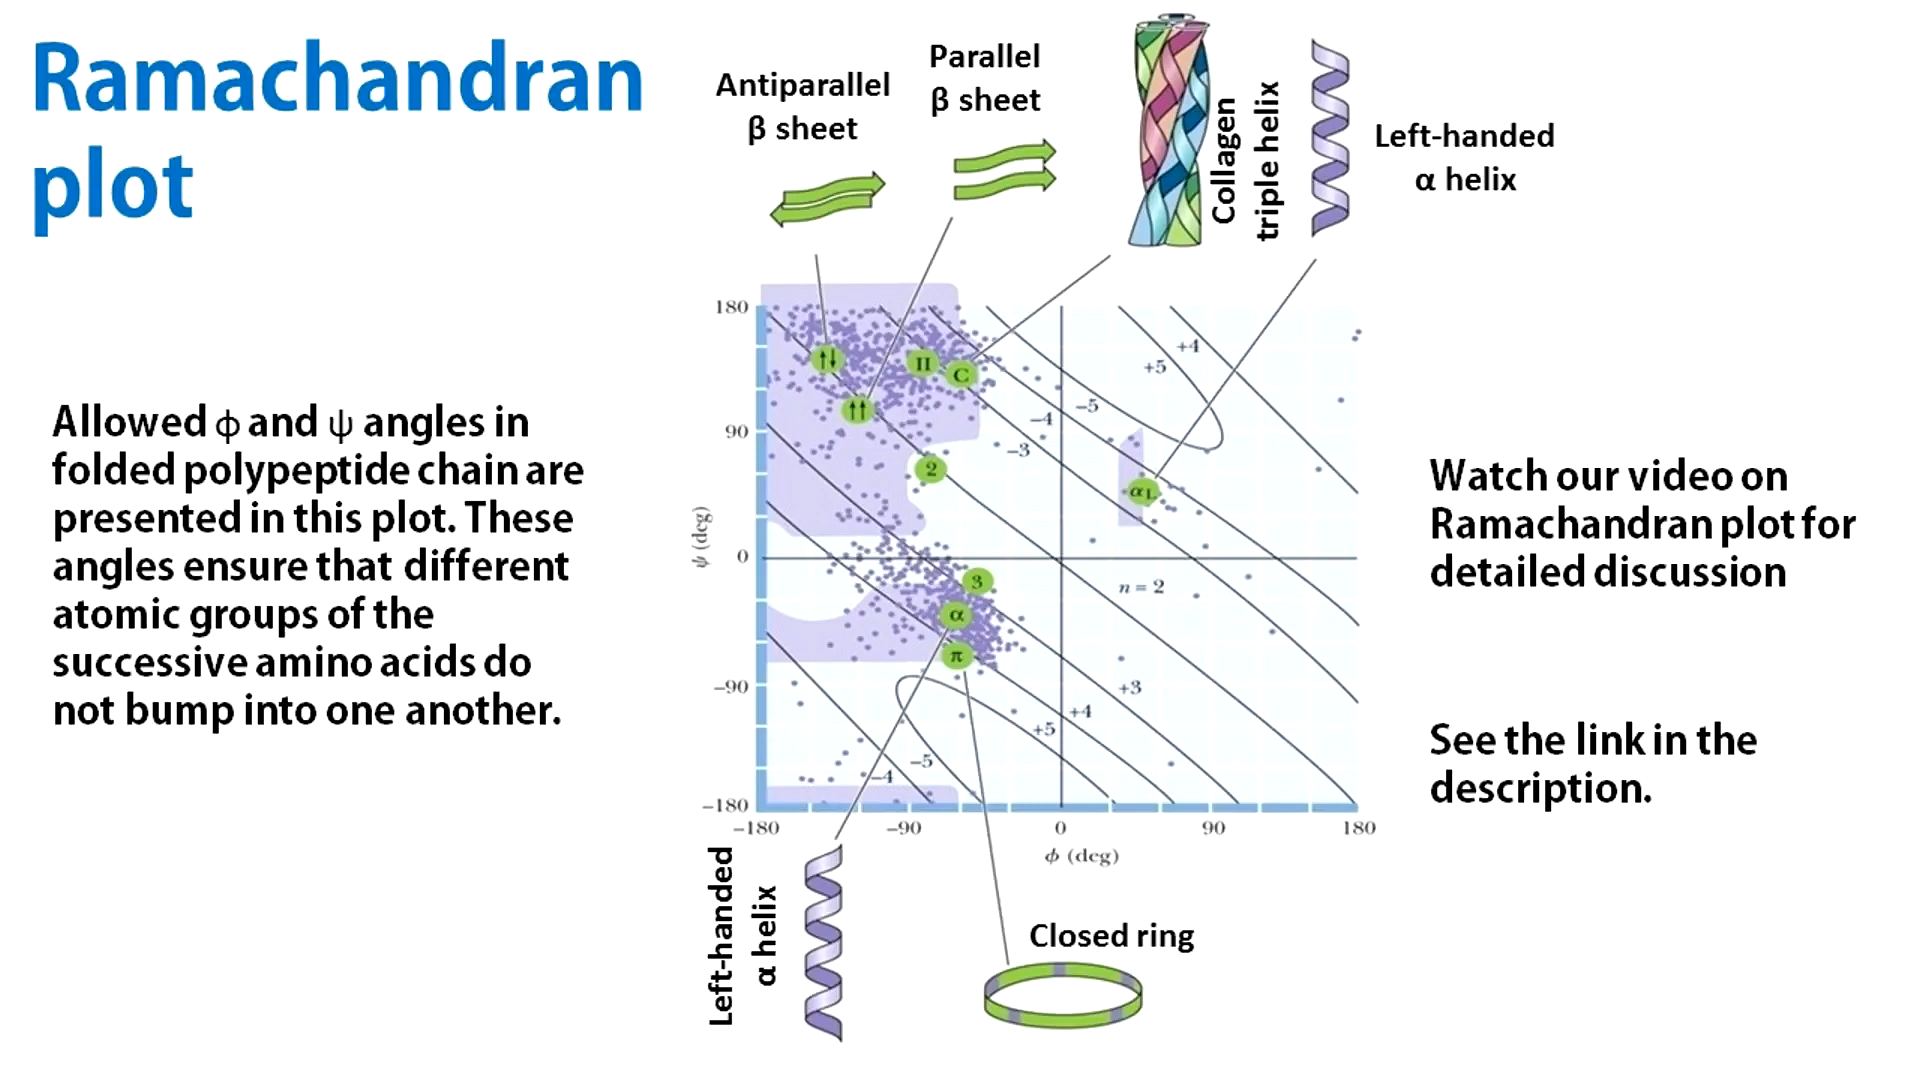 Ramachandran
plot
Allowed ϕ and ψ angles in
folded polypeptide chain are
presented in this plot. These
angles ensure that different
atomic groups of the
successive amino acids do
not bump into one another.
Antiparallel
β sheet
Parallel
β sheet
Collagen
triple helix
Left-handed
α helix
180
90
0
−90
−180
ψ (deg)
−180
−90
0
90
180
ϕ (deg)
↑↓
II
C
↑↑
2
αL
3
α
π
+4
+5
−5
−4
−3
n = 2
+3
+4
+5
−5
−4
Left-handed
α helix
Closed ring
Watch our video on
Ramachandran plot for
detailed discussion
See the link in the
description.